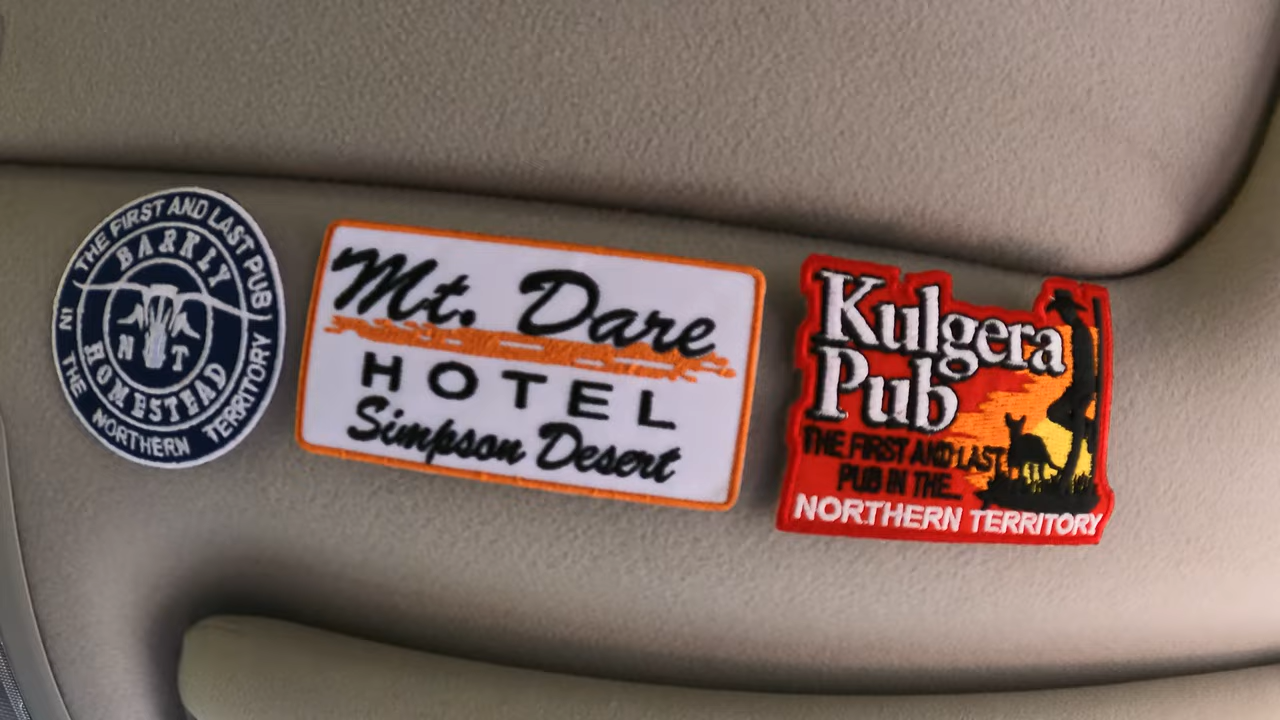 THE FIRST AND LAST PUB
IN THE NORTHERN TERRITORY
BARKLY
N T
HOMESTEAD
Mt. Dare
HOTEL
Simpson Desert
Kulgera
Pub
THE FIRST AND LAST
PUB IN THE...
NORTHERN TERRITORY